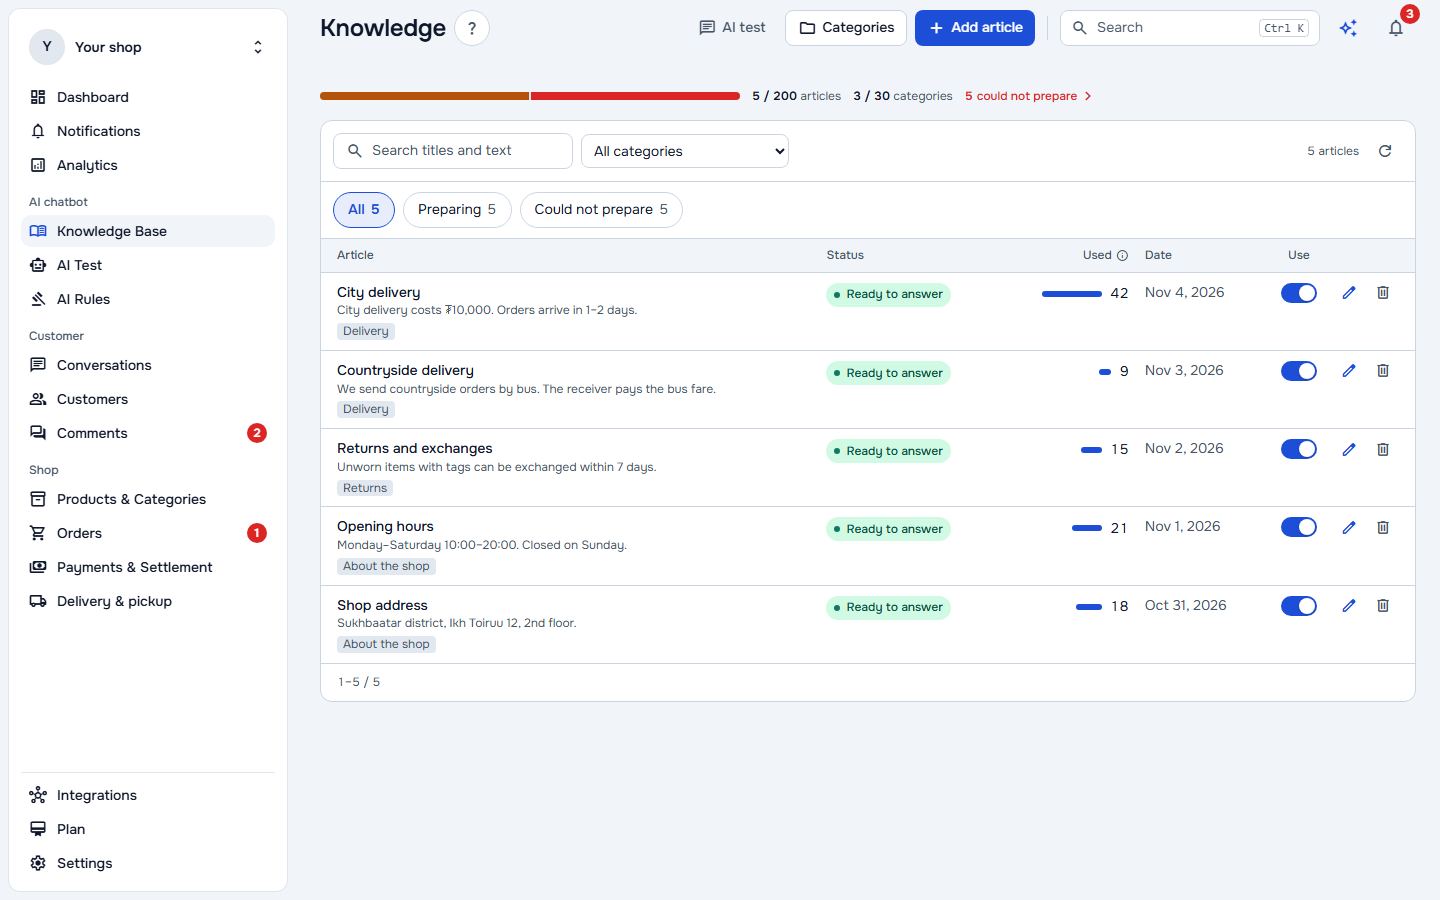 Y Your shop
Dashboard
Notifications
Analytics
AI chatbot
Knowledge Base
AI Test
AI Rules
Customer
Conversations
Customers
Comments 2
Shop
Products & Categories
Orders 1
Payments & Settlement
Delivery & pickup
Integrations
Plan
Settings
Knowledge ? AI test Categories + Add article Search Ctrl K 3
5 / 200 articles 3 / 30 categories 5 could not prepare
Search titles and text All categories 5 articles
All 5 Preparing 5 Could not prepare 5
Article Status Used Date Use
City delivery Ready to answer 42 Nov 4, 2026
City delivery costs ₮10,000. Orders arrive in 1–2 days.
Delivery
Countryside delivery Ready to answer 9 Nov 3, 2026
We send countryside orders by bus. The receiver pays the bus fare.
Delivery
Returns and exchanges Ready to answer 15 Nov 2, 2026
Unworn items with tags can be exchanged within 7 days.
Returns
Opening hours Ready to answer 21 Nov 1, 2026
Monday–Saturday 10:00–20:00. Closed on Sunday.
About the shop
Shop address Ready to answer 18 Oct 31, 2026
Sukhbaatar district, Ikh Toiruu 12, 2nd floor.
About the shop
1–5 / 5